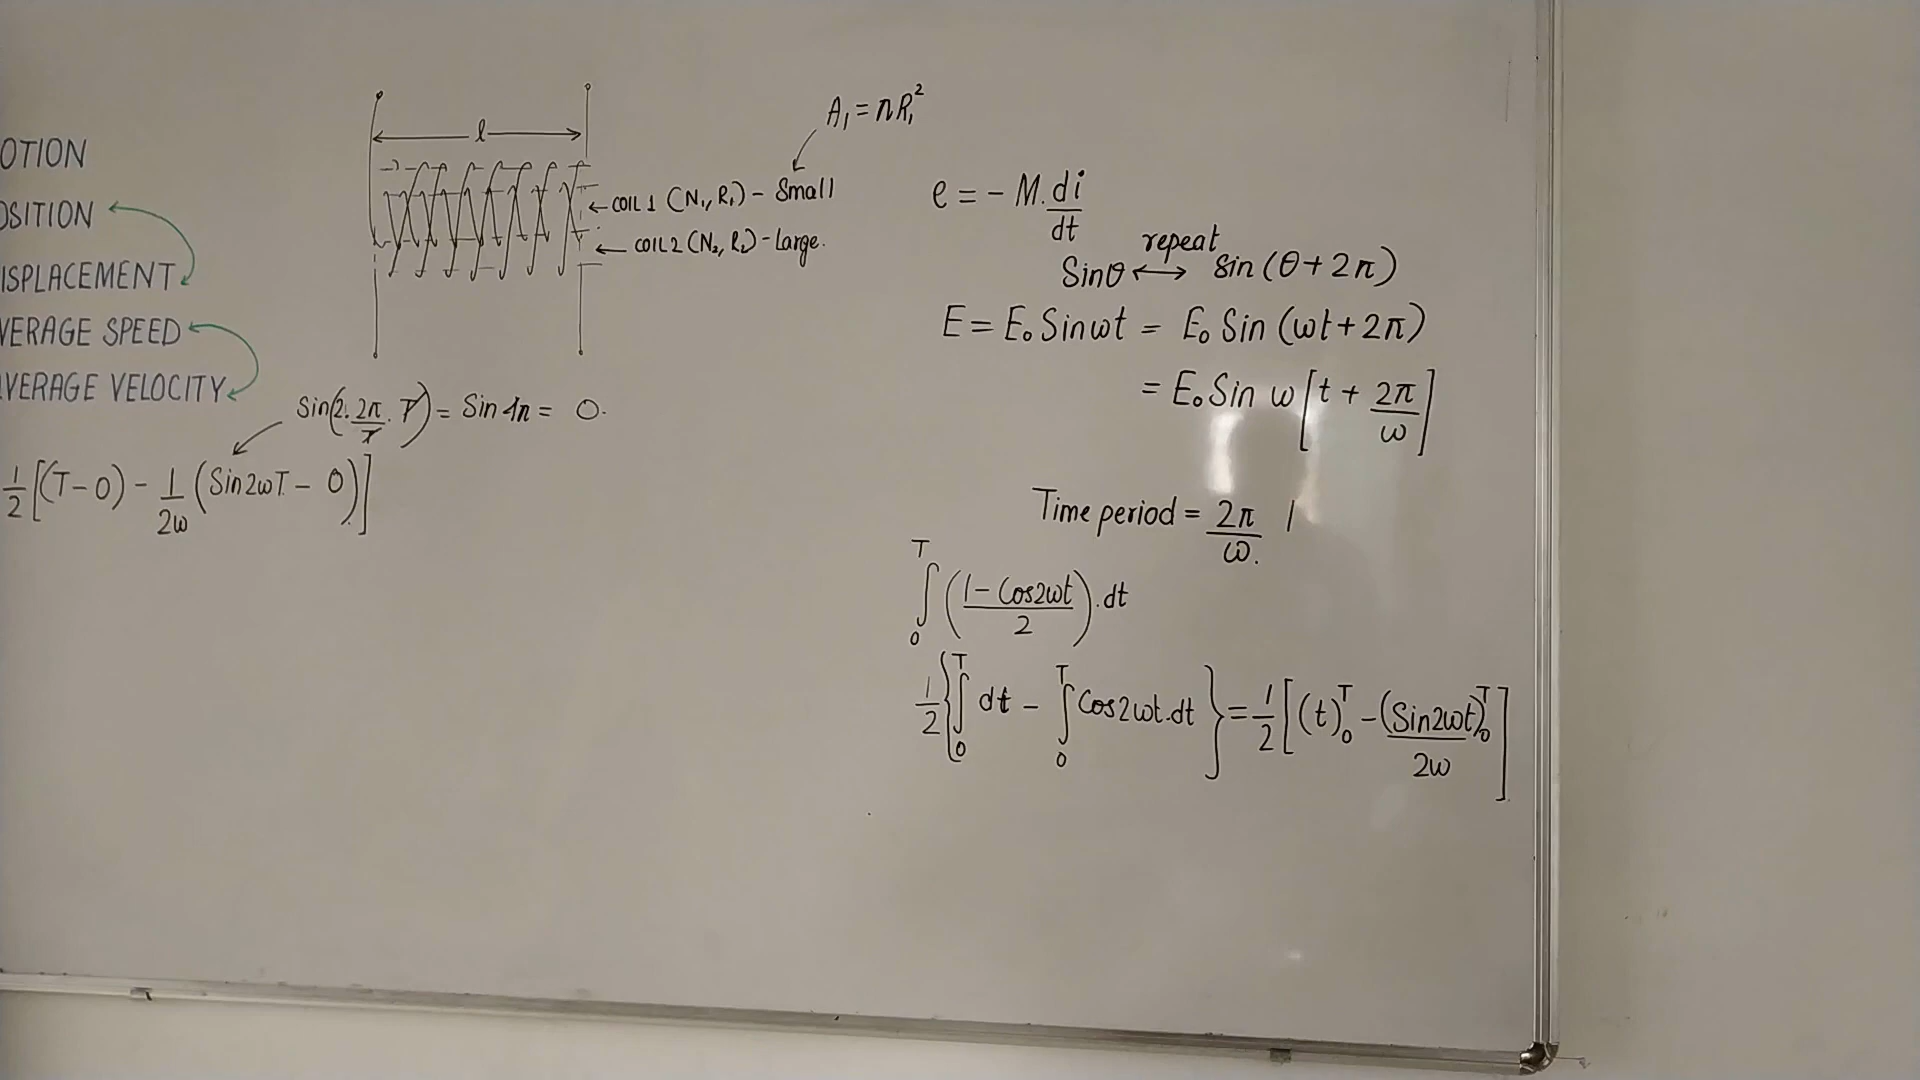 OTION
OSITION
ISPLACEMENT
VERAGE SPEED
AVERAGE VELOCITY
l
A₁ = πR₁²
COIL 1 (N₁, R₁) - Small
COIL 2 (N₂, R₂) - Large.
Sin(2. 2π/T . T) = Sin 4π = 0.
1/2 [(T-0) - 1/2ω (Sin2ωT - 0)]
e = - M. di/dt
repeat
Sinθ ⟷ sin(θ+2π)
E = E₀ Sinωt = E₀ Sin (ωt+2π)
= E₀ Sin ω [t + 2π/ω]
Time period = 2π/ω. /
∫₀ᵀ ((1-Cos2ωt)/2).dt
1/2 {∫₀ᵀ dt - ∫₀ᵀ Cos2ωt.dt} = 1/2 [(t)₀ᵀ - (Sin2ωt)₀ᵀ/2ω]